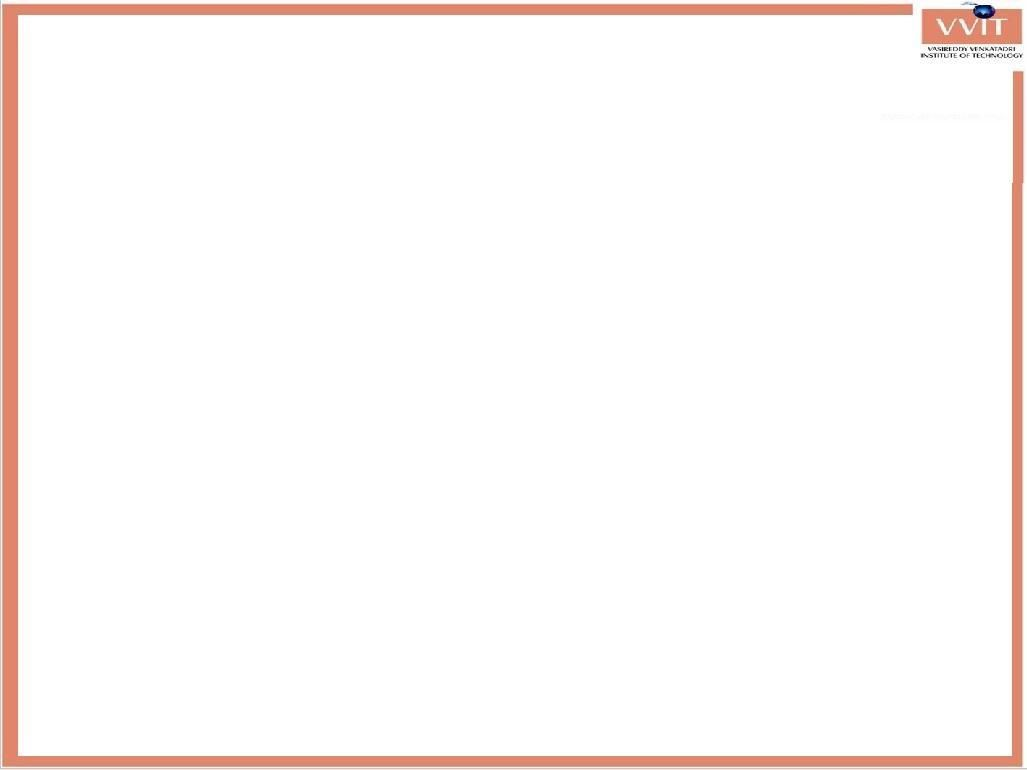 VVIT
VASIREDDY VENKATADRI
INSTITUTE OF TECHNOLOGY